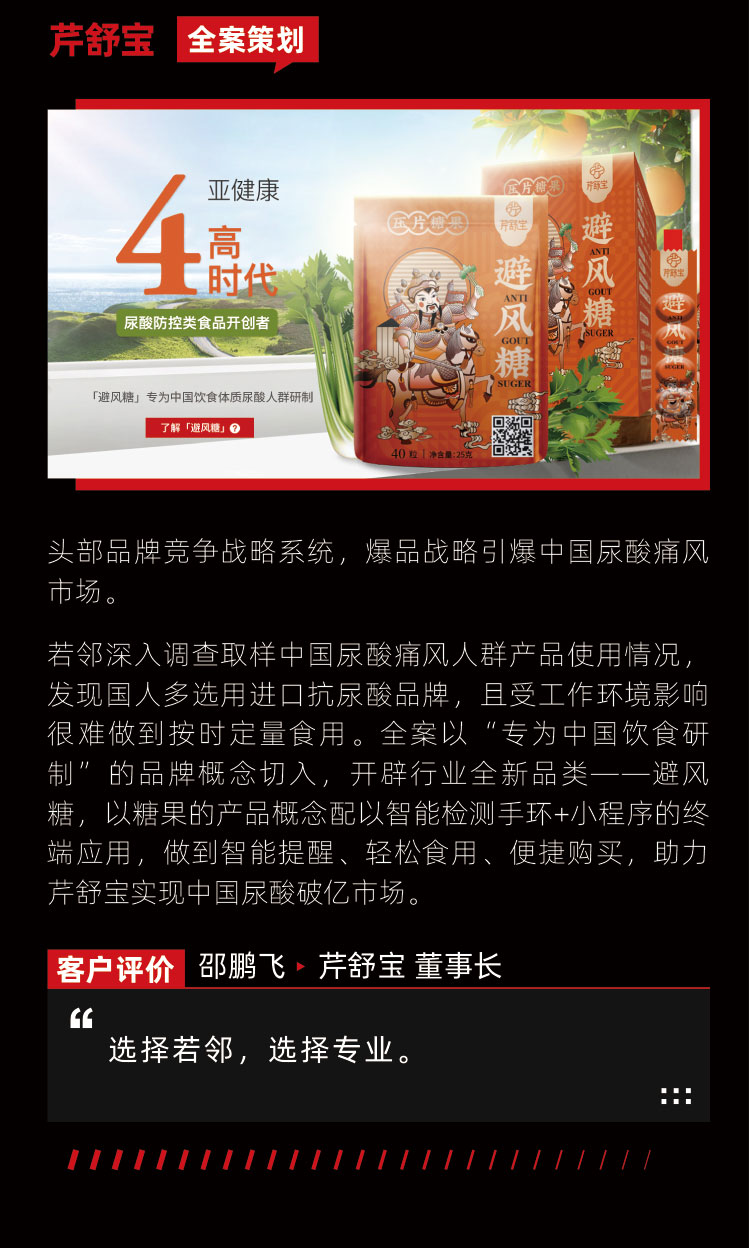 芹舒宝 全案策划
4
亚健康
高
时代
尿酸防控类食品开创者
「避风糖」专为中国饮食体质尿酸人群研制
了解「避风糖」?
压片糖果
芹舒宝
避
ANTI
风
GOUT
糖
SUGER
40 粒 | 净含量:25克
压片糖果
芹舒宝
避
ANTI
风
GOUT
糖
SUGER
芹舒宝
避
ANTI
风
GOUT
糖
SUGER
头部品牌竞争战略系统，爆品战略引爆中国尿酸痛风
市场。
若邻深入调查取样中国尿酸痛风人群产品使用情况，
发现国人多选用进口抗尿酸品牌，且受工作环境影响
很难做到按时定量食用。全案以“专为中国饮食研
制”的品牌概念切入，开辟行业全新品类——避风
糖，以糖果的产品概念配以智能检测手环+小程序的终
端应用，做到智能提醒、轻松食用、便捷购买，助力
芹舒宝实现中国尿酸破亿市场。
客户评价 邵鹏飞 芹舒宝 董事长
“
选择若邻，选择专业。